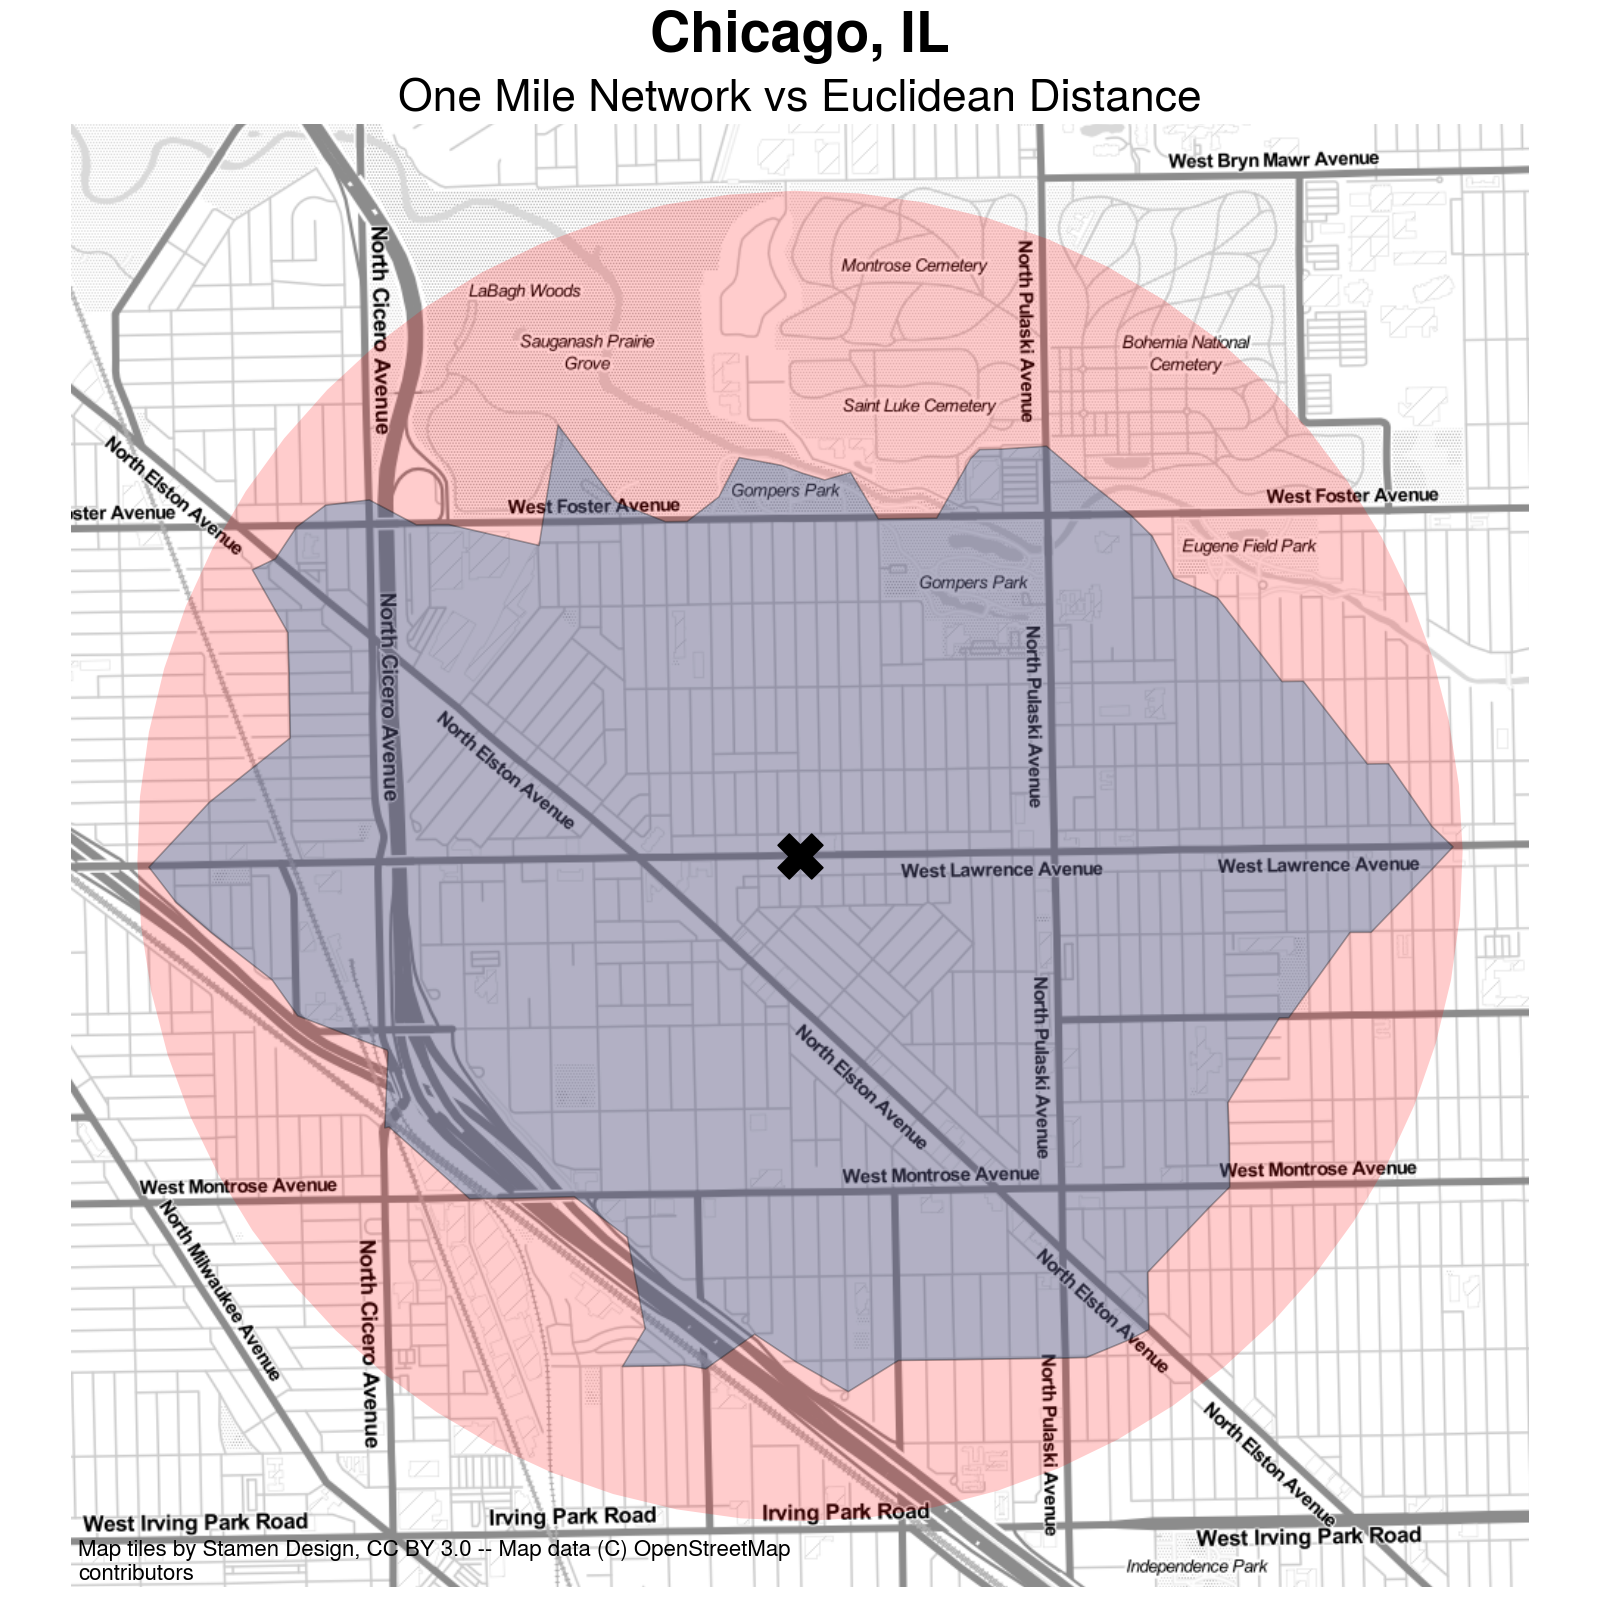 Chicago, IL
One Mile Network vs Euclidean Distance
West Bryn Mawr Avenue
North Cicero Avenue
North Pulaski Avenue
Montrose Cemetery
LaBagh Woods
Sauganash Prairie
Grove
Bohemia National
Cemetery
Saint Luke Cemetery
North Elston Avenue
Gompers Park
West Foster Avenue
West Foster Avenue
ster Avenue
Eugene Field Park
Gompers Park
North Cicero Avenue
North Pulaski Avenue
North Elston Avenue
West Lawrence Avenue
West Lawrence Avenue
North Pulaski Avenue
North Elston Avenue
West Montrose Avenue
West Montrose Avenue
West Montrose Avenue
North Milwaukee Avenue
North Cicero Avenue
North Elston Avenue
North Pulaski Avenue
North Elston Avenue
West Irving Park Road
Irving Park Road
Irving Park Road
West Irving Park Road
Map tiles by Stamen Design, CC BY 3.0 -- Map data (C) OpenStreetMap
contributors
Independence Park